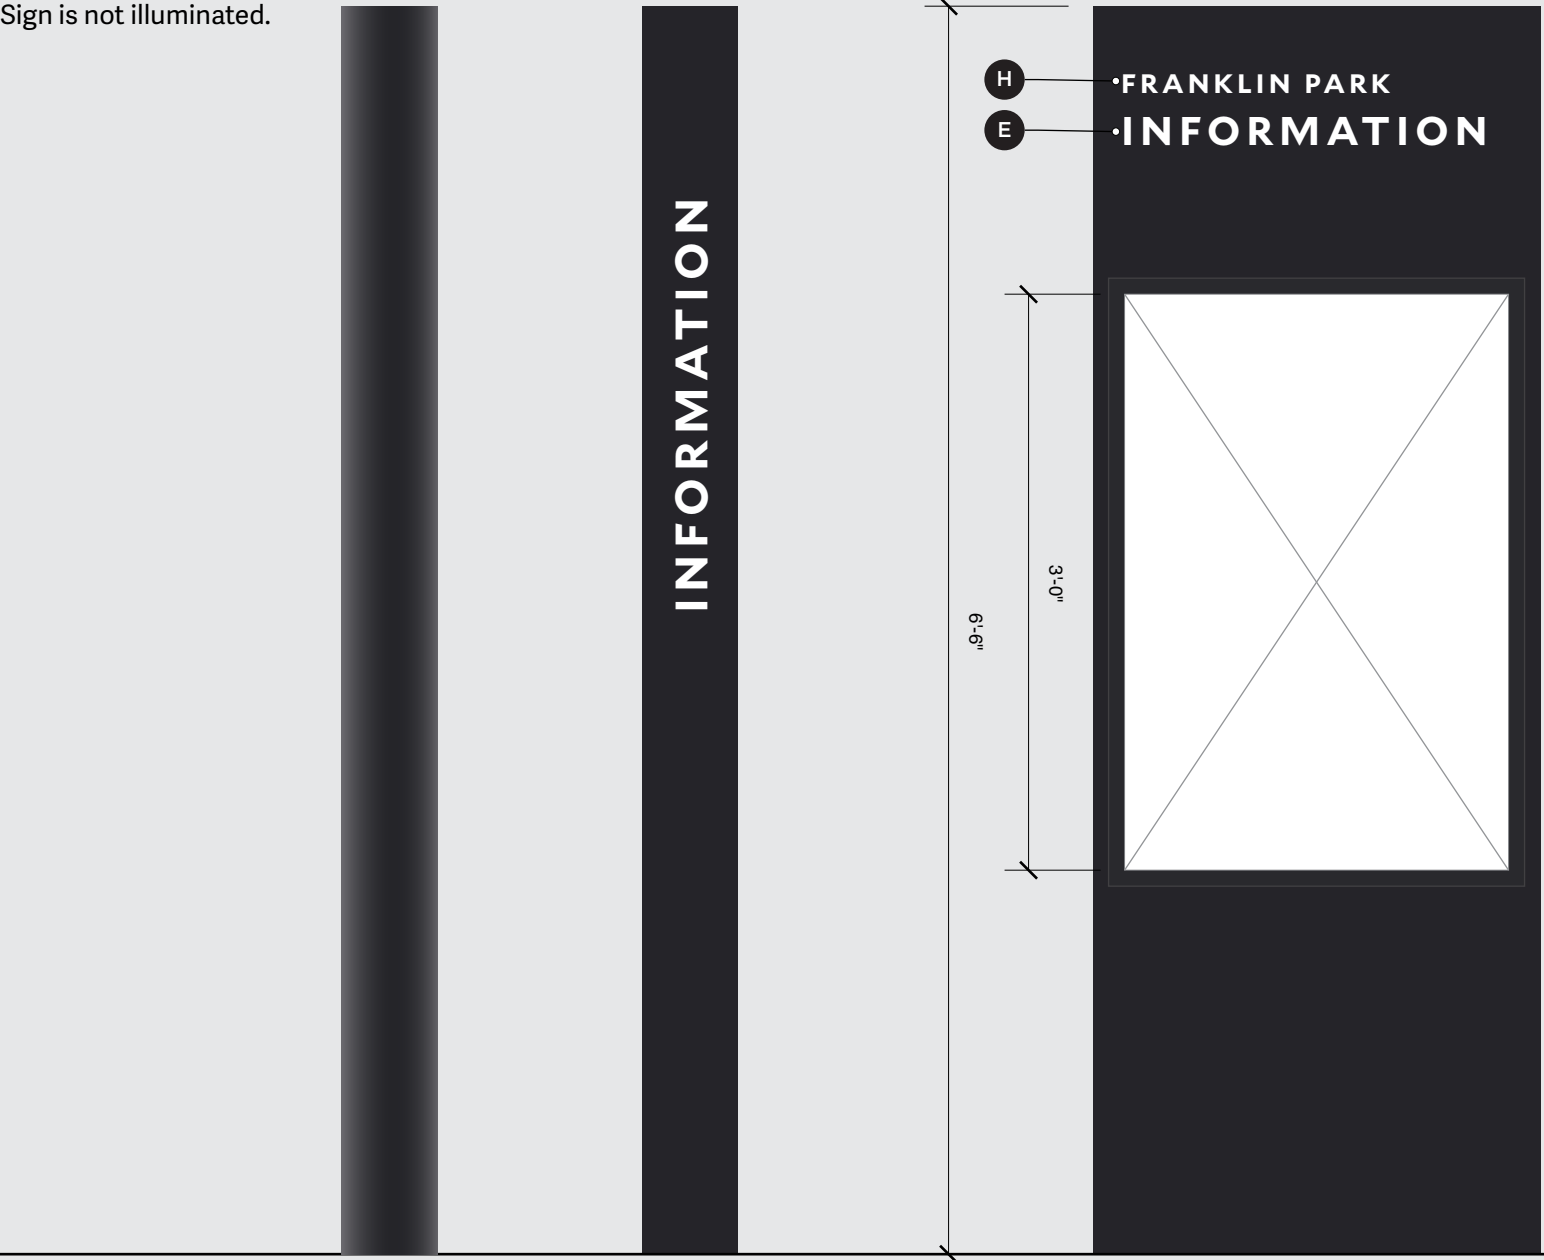 Sign is not illuminated.
H
FRANKLIN PARK
E
INFORMATION
INFORMATION
3'-0"
6'-6"